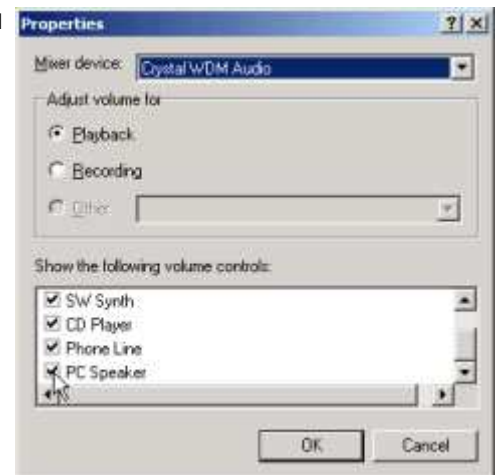 Properties
Mixer device: Crystal WDM Audio
Adjust volume for
Playback
Recording
Other
Show the following volume controls:
SW Synth
CD Player
Phone Line
PC Speaker
OK Cancel